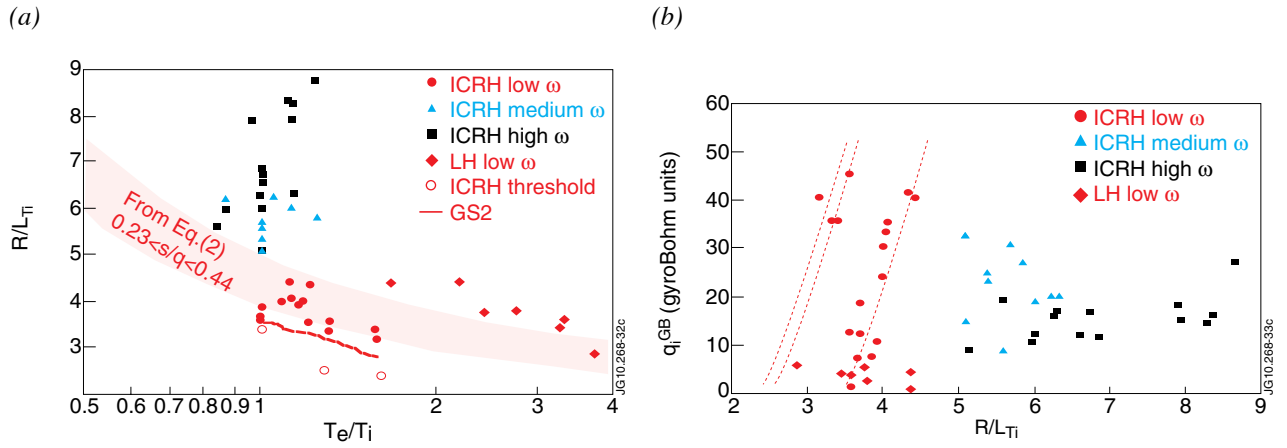 (a)
9
8
7
6
5
4
3
R/L_Ti
0.5
0.6
0.7
0.8
0.9
1
2
3
4
T_e/T_i
ICRH low ω
ICRH medium ω
ICRH high ω
LH low ω
ICRH threshold
GS2
From Eq.(2)
0.23<s/q<0.44
JG10.268-32c
(b)
60
50
40
30
20
10
0
q_i^GB (gyroBohm units)
2
3
4
5
6
7
8
9
R/L_Ti
ICRH low ω
ICRH medium ω
ICRH high ω
LH low ω
JG10.268-33c